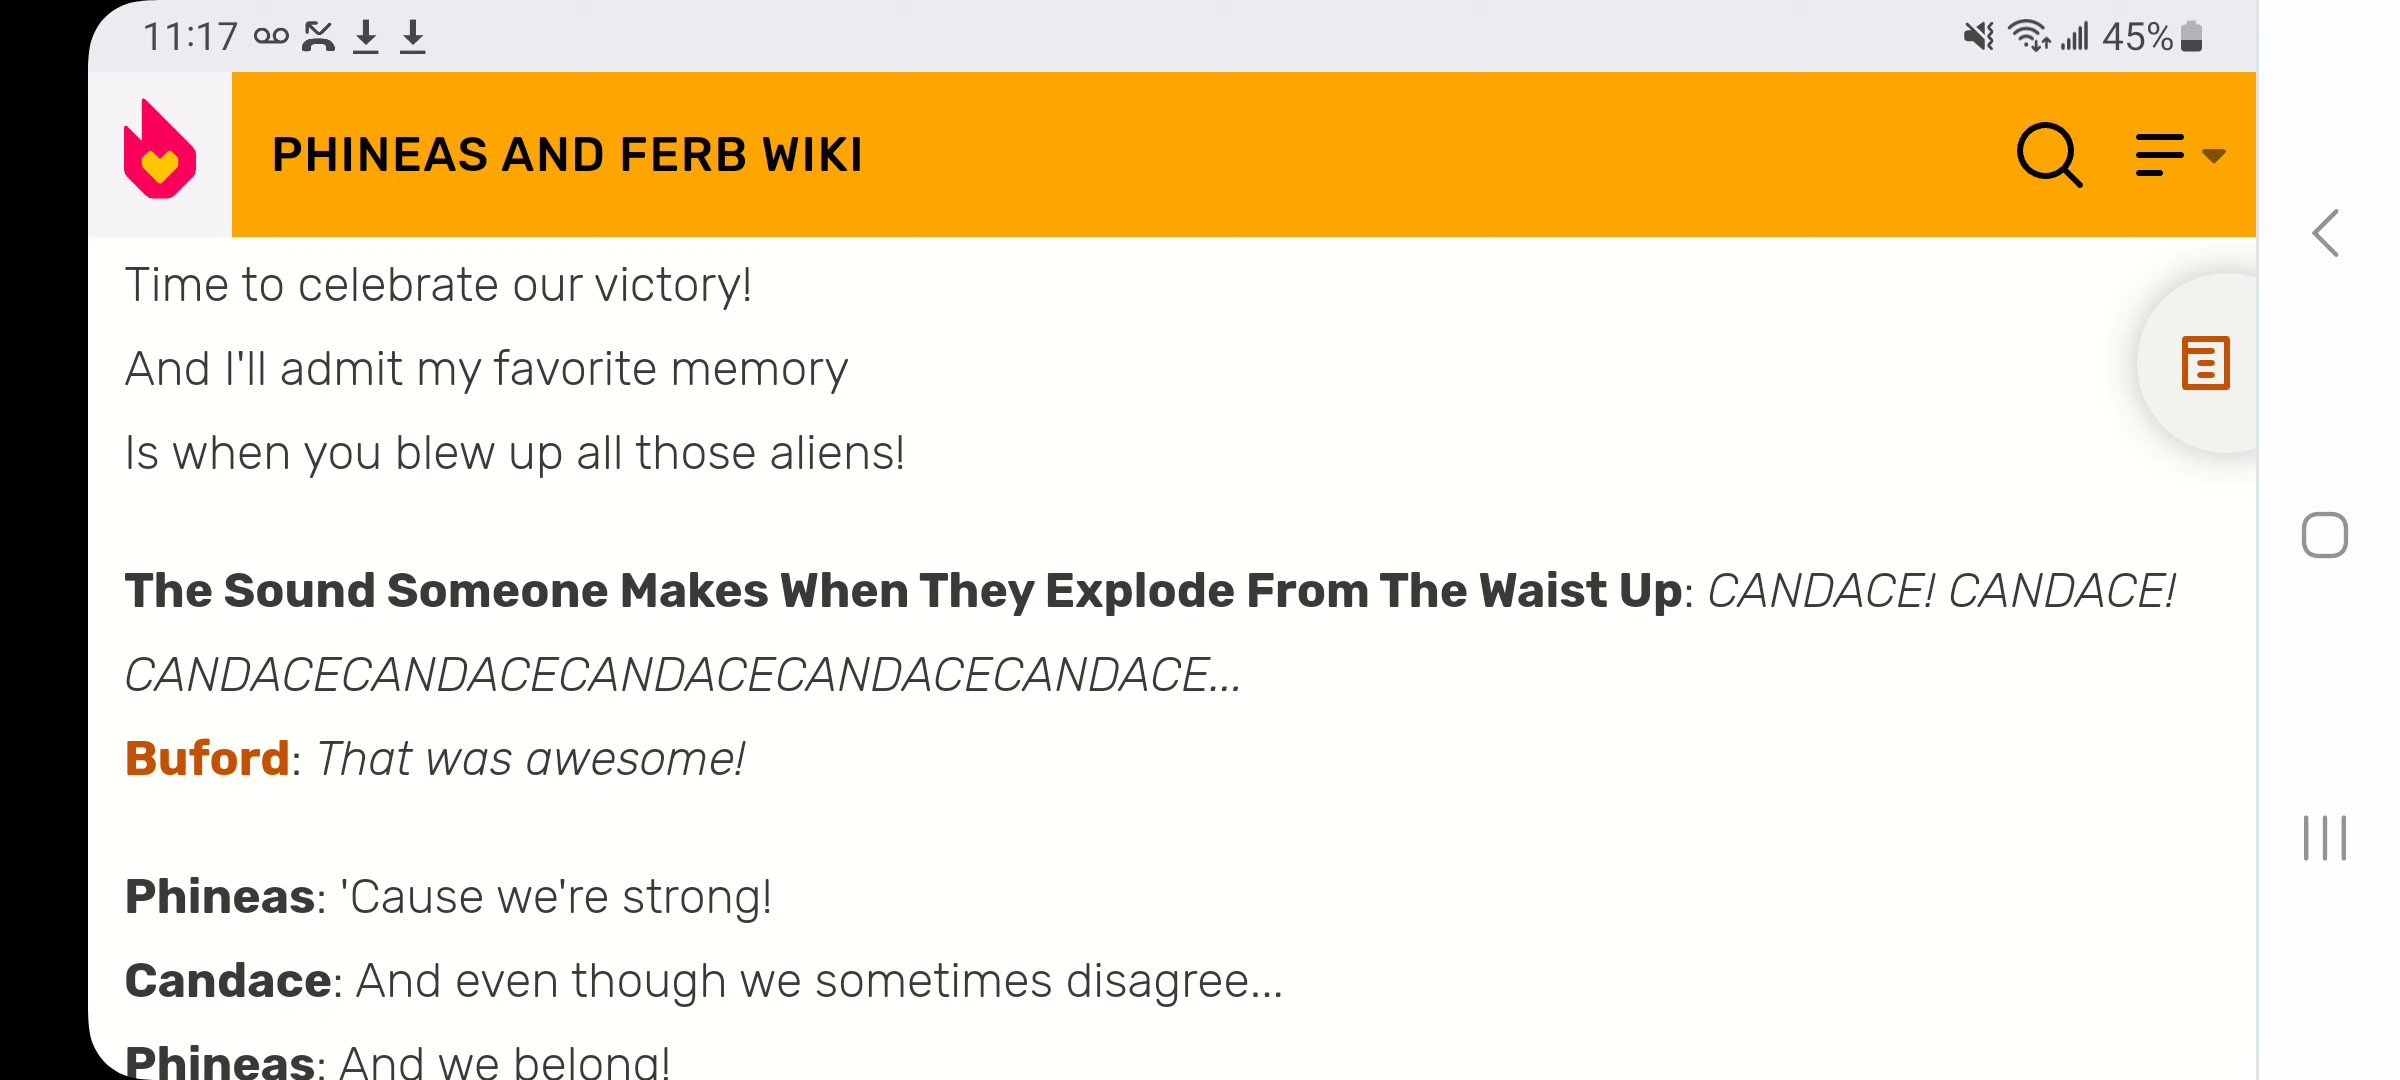 11:17
45%
PHINEAS AND FERB WIKI
Time to celebrate our victory!
And I'll admit my favorite memory
Is when you blew up all those aliens!
The Sound Someone Makes When They Explode From The Waist Up: CANDACE! CANDACE!
CANDACECANDACECANDACECANDACECANDACE...
Buford: That was awesome!
Phineas: 'Cause we're strong!
Candace: And even though we sometimes disagree...
Phineas: And we belong!